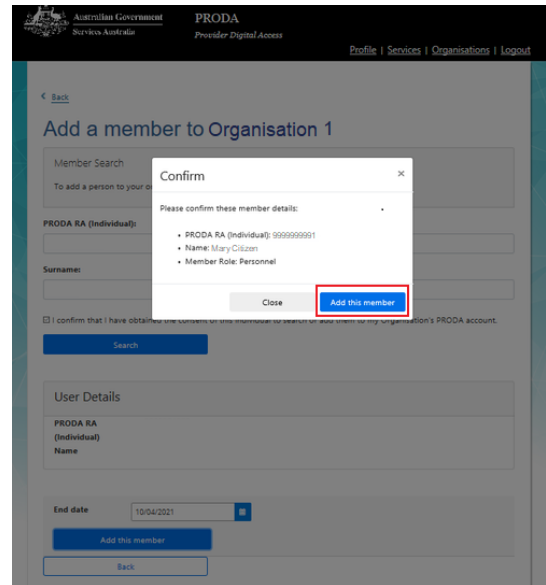 Australian Government
Services Australia
PRODA
Provider Digital Access
Profile | Services | Organisations | Logout
Back
Add a member to Organisation 1
Member Search
To add a person to your
Confirm
×
Please confirm these member details:
• PRODA RA (Individual): 9999999991
• Name: Mary Citizen
• Member Role: Personnel
Close
Add this member
PRODA RA (Individual):
Surname:
I confirm that I have obtained the consent of this individual to search or add them to my Organisation's PRODA account.
Search
User Details
PRODA RA
(Individual)
Name
End date
10/04/2021
Add this member
Back